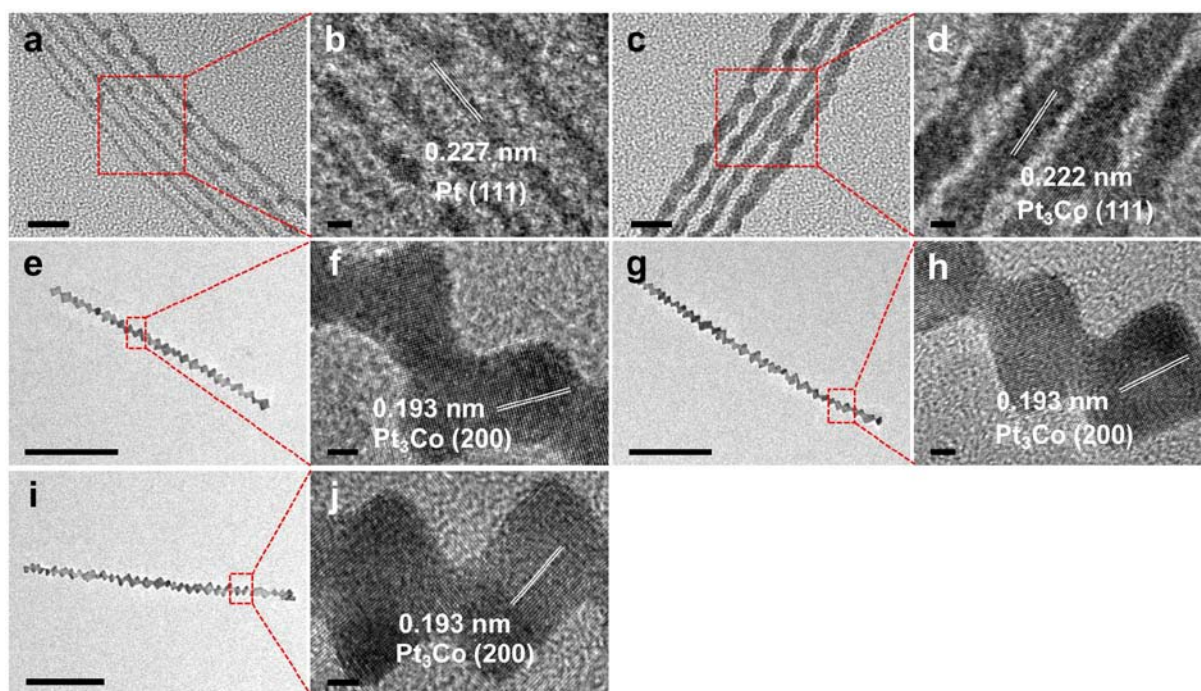 a
b
0.227 nm
Pt (111)
c
d
0.222 nm
Pt₃Co (111)
e
f
0.193 nm
Pt₃Co (200)
g
h
0.193 nm
Pt₃Co (200)
i
j
0.193 nm
Pt₃Co (200)